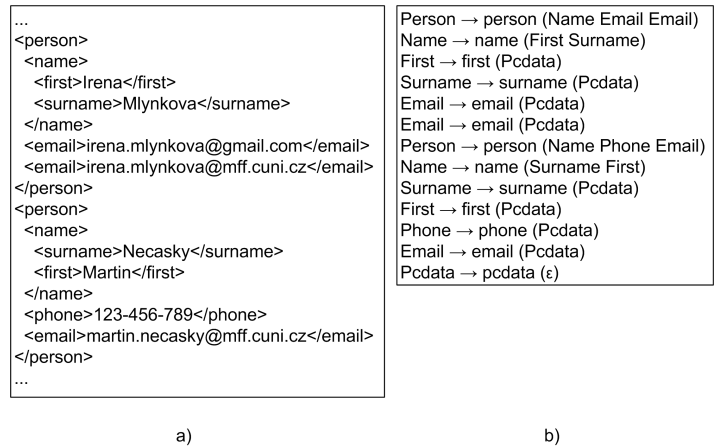 ...
<person>
<name>
<first>Irena</first>
<surname>Mlynkova</surname>
</name>
<email>irena.mlynkova@gmail.com</email>
<email>irena.mlynkova@mff.cuni.cz</email>
</person>
<person>
<name>
<surname>Necasky</surname>
<first>Martin</first>
</name>
<phone>123-456-789</phone>
<email>martin.necasky@mff.cuni.cz</email>
</person>
...
a)
Person → person (Name Email Email)
Name → name (First Surname)
First → first (Pcdata)
Surname → surname (Pcdata)
Email → email (Pcdata)
Email → email (Pcdata)
Person → person (Name Phone Email)
Name → name (Surname First)
Surname → surname (Pcdata)
First → first (Pcdata)
Phone → phone (Pcdata)
Email → email (Pcdata)
Pcdata → pcdata (ε)
b)